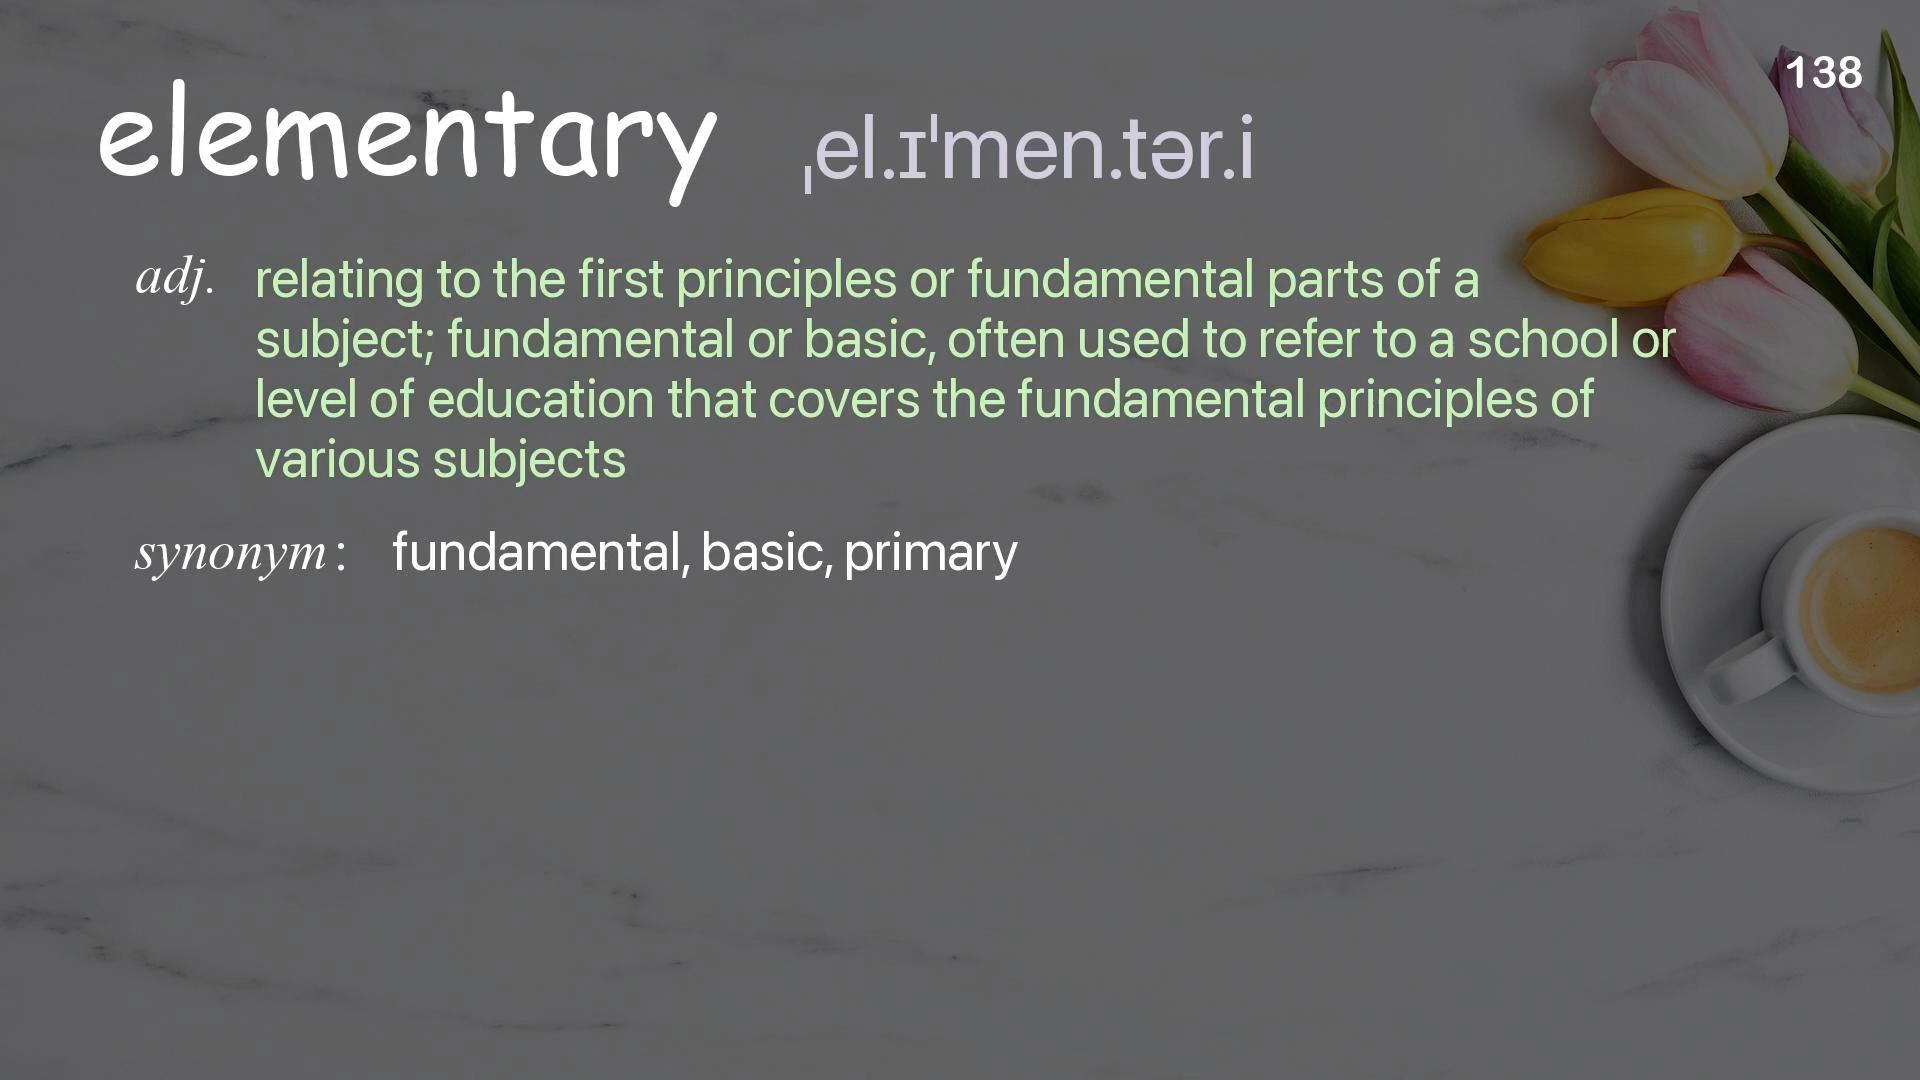 138
elementary ˌel.ɪˈmen.tər.i
adj. relating to the first principles or fundamental parts of a
subject; fundamental or basic, often used to refer to a school or
level of education that covers the fundamental principles of
various subjects
synonym : fundamental, basic, primary